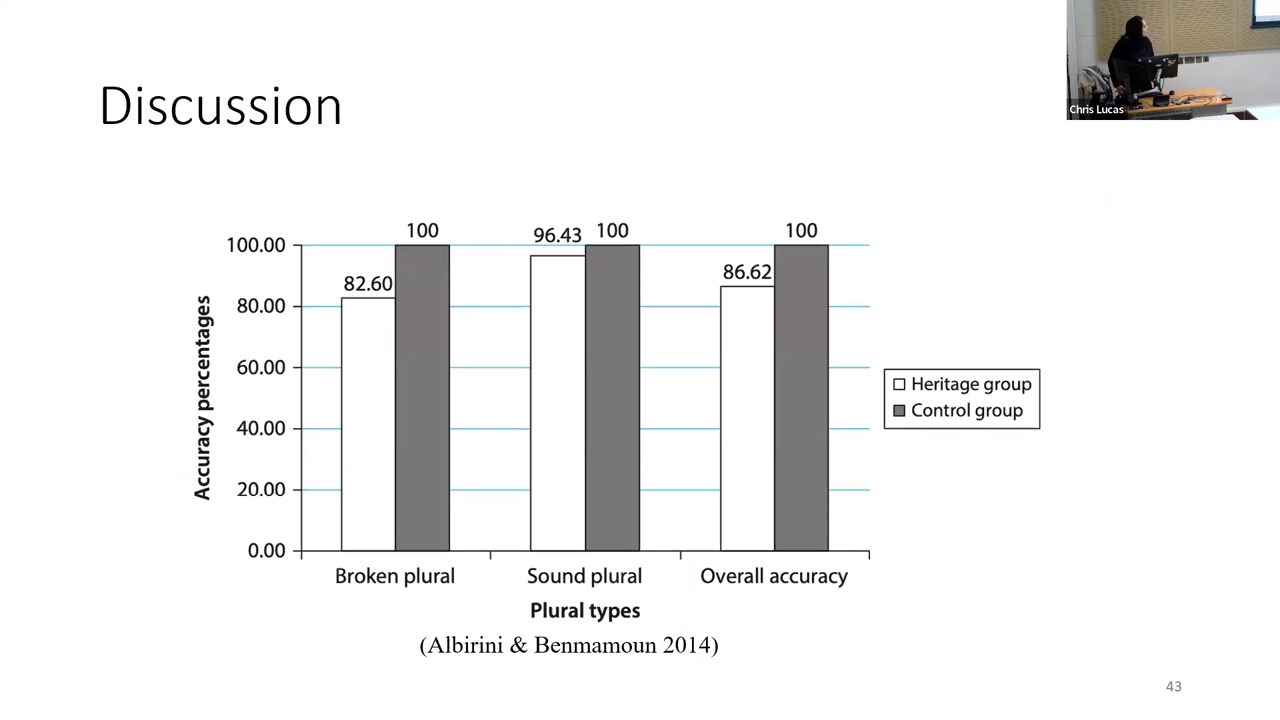 Chris Lucas
Discussion
100
96.43 100
100
100.00
82.60
86.62
80.00
60.00
40.00
20.00
0.00
Accuracy percentages
Heritage group
Control group
Broken plural
Sound plural
Overall accuracy
Plural types
(Albirini & Benmamoun 2014)
43